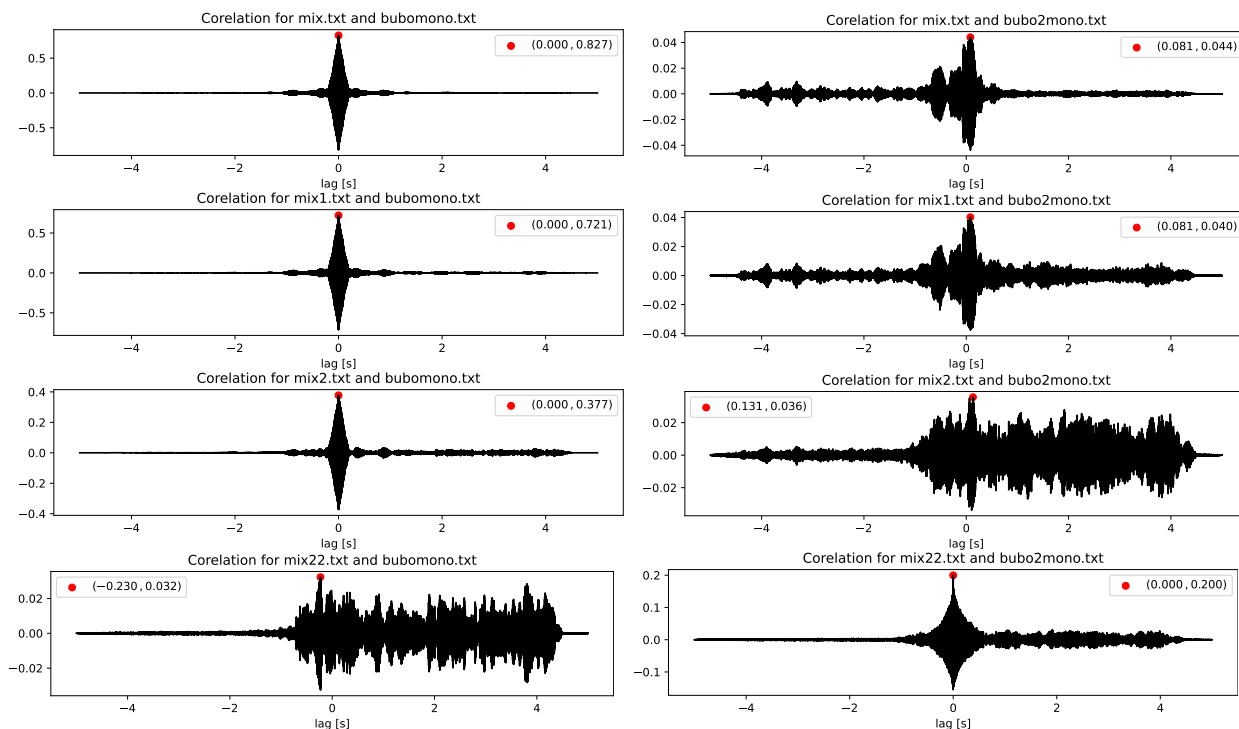 Corelation for mix.txt and bubomono.txt
(0.000 , 0.827)
0.5
0.0
−0.5
−4 −2 0 2 4
lag [s]
Corelation for mix.txt and bubo2mono.txt
(0.081 , 0.044)
0.04
0.02
0.00
−0.02
−0.04
−4 −2 0 2 4
lag [s]
Corelation for mix1.txt and bubomono.txt
(0.000 , 0.721)
0.5
0.0
−0.5
−4 −2 0 2 4
lag [s]
Corelation for mix1.txt and bubo2mono.txt
(0.081 , 0.040)
0.04
0.02
0.00
−0.02
−0.04
−4 −2 0 2 4
lag [s]
Corelation for mix2.txt and bubomono.txt
(0.000 , 0.377)
0.4
0.2
0.0
−0.2
−0.4
−4 −2 0 2 4
lag [s]
Corelation for mix2.txt and bubo2mono.txt
(0.131 , 0.036)
0.02
0.00
−0.02
−4 −2 0 2 4
lag [s]
Corelation for mix22.txt and bubomono.txt
(−0.230 , 0.032)
0.02
0.00
−0.02
−4 −2 0 2 4
lag [s]
Corelation for mix22.txt and bubo2mono.txt
(0.000 , 0.200)
0.2
0.1
0.0
−0.1
−4 −2 0 2 4
lag [s]